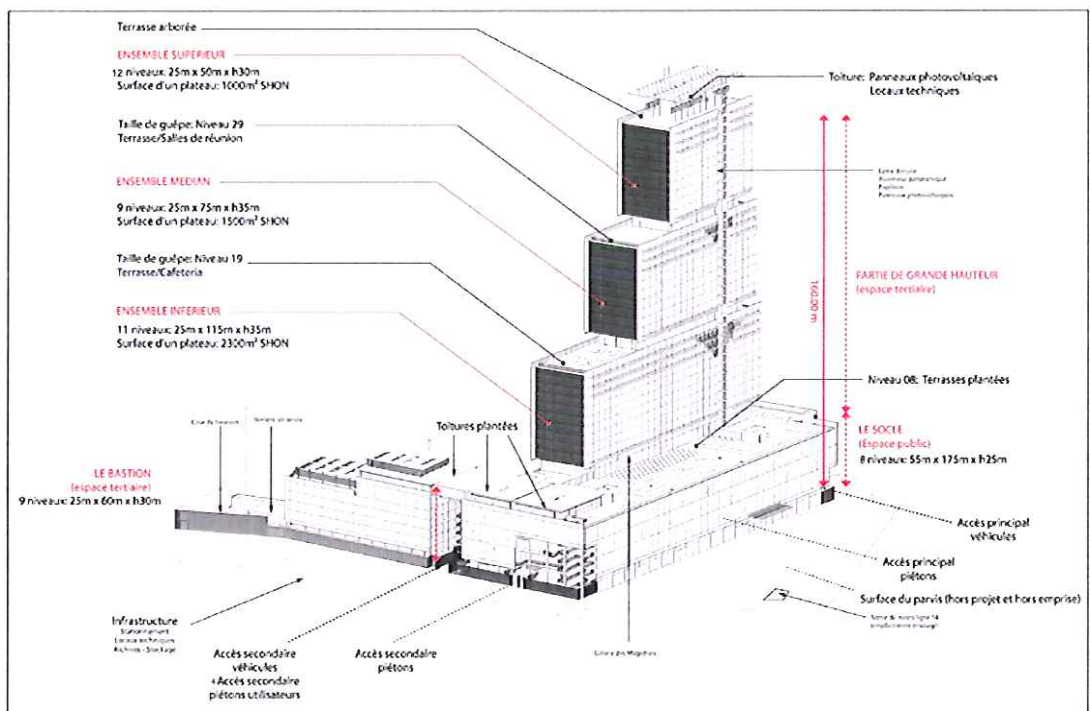 Terrasse arborée
ENSEMBLE SUPERIEUR
12 niveaux: 25m x 50m x h30m
Surface d'un plateau: 1000m² SHON
Toiture: Panneaux photovoltaïques
Locaux techniques
Taille de guêpe: Niveau 29
Terrasse/Salles de réunion
ENSEMBLE MEDIAN
9 niveaux: 25m x 75m x h35m
Surface d'un plateau: 1500m² SHON
Taille de guêpe: Niveau 19
Terrasse/Cafeteria
ENSEMBLE INFERIEUR
11 niveaux: 25m x 115m x h35m
Surface d'un plateau: 2300m² SHON
160,00 m
PARTIE DE GRANDE HAUTEUR
(espace tertiaire)
Niveau 08: Terrasses plantées
Toitures plantées
LE SOCLE
(Espace public)
8 niveaux: 55m x 175m x h25m
LE BASTION
(espace tertiaire)
9 niveaux: 25m x 60m x h30m
Accès principal
véhicules
Accès principal
piétons
Surface du parvis (hors projet et hors emprise)
Infrastructure
Stationnement
Locaux techniques
Archives - Stockage
Accès secondaire
véhicules
+Accès secondaire
piétons utilisateurs
Accès secondaire
piétons